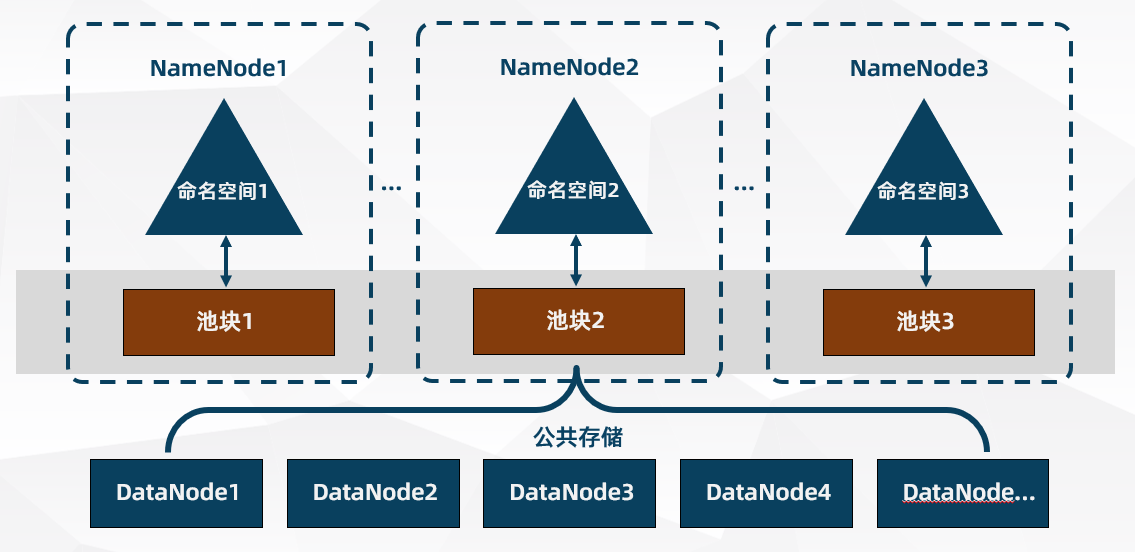 NameNode1
NameNode2
NameNode3
命名空间1
...
命名空间2
...
命名空间3
池块1
池块2
池块3
公共存储
DataNode1
DataNode2
DataNode3
DataNode4
DataNode...